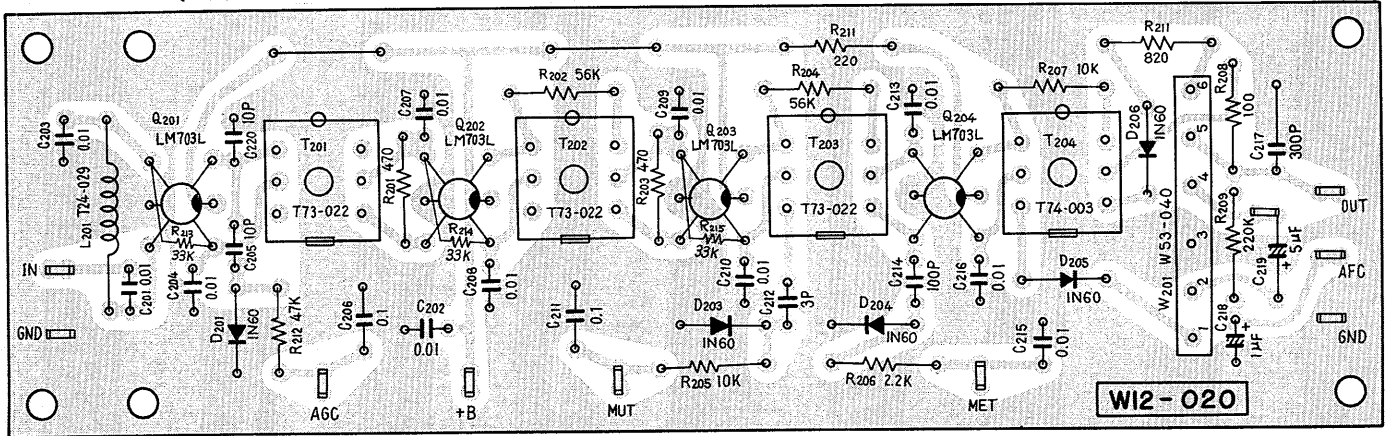 C203 0.01
L201 T24-029
Q201
LM703L
R213
33K
C220 10P
C205 10P
T201
T73-022
IN
GND
C201 0.01
C204 0.01
D201 IN60
R212 47K
C206 0.1
AGC
R201 470
C207 0.01
Q202
LM703L
R214
33K
C208 0.01
C202
0.01
+B
R202 56K
T202
T73-022
C211 0.1
MUT
R203 470
C209 0.01
Q203
LM703L
R215
33K
C210 0.01
C212 3P
D203
IN60
R205 10K
R211
220
R204
56K
T203
T73-022
D204
IN60
R206 2.2K
C213 0.01
Q204
LM703L
C214 100P
C216 0.01
MET
R207 10K
T204
T74-003
D205
IN60
C215 0.01
R211
820
D206 IN60
W201 W53-040
6
5
4
3
2
1
R208 100
R209 220K
C217 300P
C219 5µF
+
C218 1µF
+
OUT
AFC
GND
W12-020